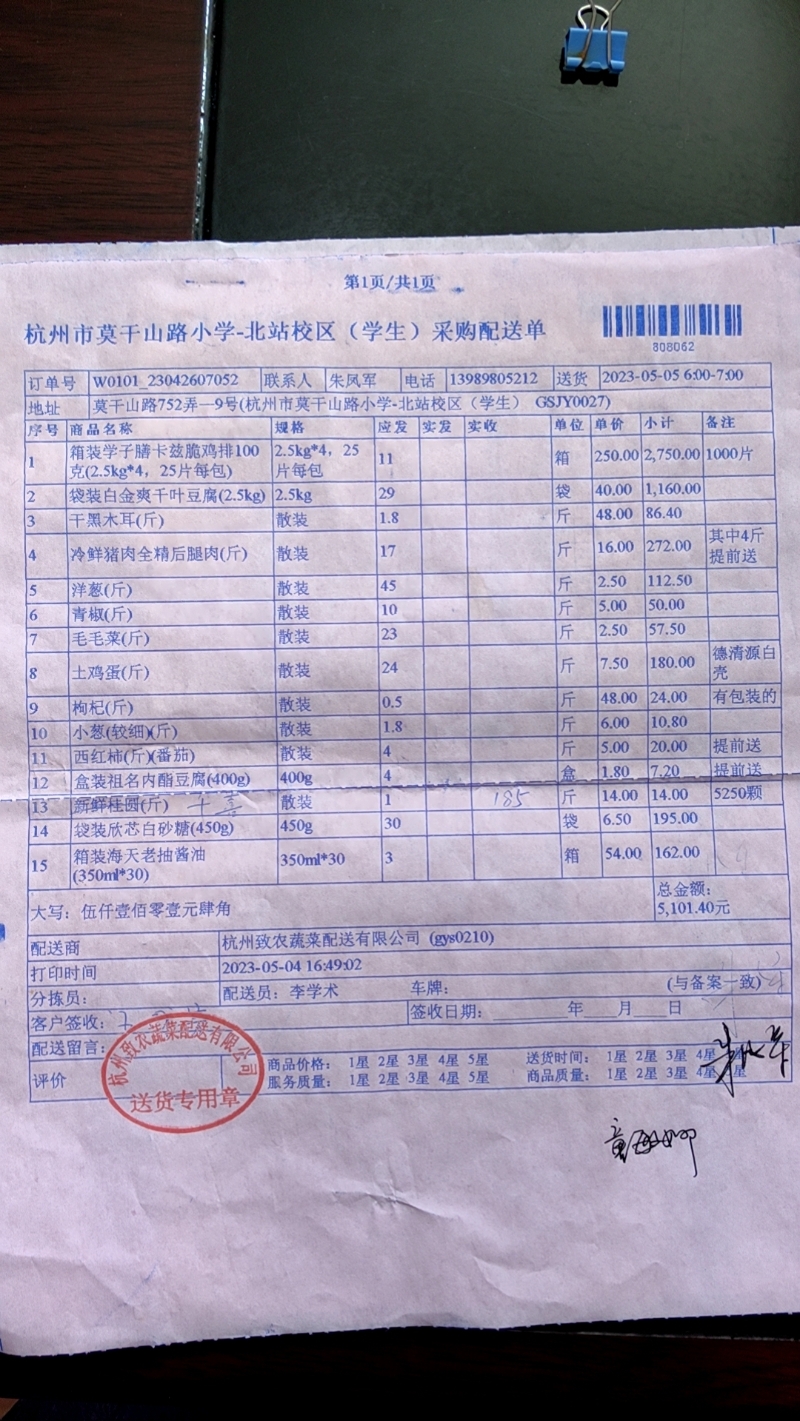 第1页/共1页
杭州市莫干山路小学-北站校区（学生）采购配送单
808062
订单号 W0101_23042607052 联系人 朱凤军 电话 13989805212 送货 2023-05-05 6:00-7:00
地址 莫干山路752弄一9号(杭州市莫干山路小学-北站校区（学生） GSJY0027)
序号 商品名称 规格 应发 实发 实收 单位 单价 小计 备注
1 箱装学子膳卡兹脆鸡排100克(2.5kg*4，25片每包) 2.5kg*4，25片每包 11 箱 250.00 2,750.00 1000片
2 袋装白金爽千叶豆腐(2.5kg) 2.5kg 29 袋 40.00 1,160.00
3 干黑木耳(斤) 散装 1.8 斤 48.00 86.40
4 冷鲜猪肉全精后腿肉(斤) 散装 17 斤 16.00 272.00 其中4斤提前送
5 洋葱(斤) 散装 45 斤 2.50 112.50
6 青椒(斤) 散装 10 斤 5.00 50.00
7 毛毛菜(斤) 散装 23 斤 2.50 57.50
8 土鸡蛋(斤) 散装 24 斤 7.50 180.00 德清源白壳
9 枸杞(斤) 散装 0.5 斤 48.00 24.00 有包装的
10 小葱(较细)(斤) 散装 1.8 斤 6.00 10.80
11 西红柿(斤)(番茄) 散装 4 斤 5.00 20.00 提前送
12 盒装祖名内酯豆腐(400g) 400g 4 盒 1.80 7.20 提前送
13 新鲜桂圆(斤) 散装 1 185 斤 14.00 14.00 5250颗
14 袋装欣芯白砂糖(450g) 450g 30 袋 6.50 195.00
15 箱装海天老抽酱油(350ml*30) 350ml*30 3 箱 54.00 162.00
大写：伍仟壹佰零壹元肆角 总金额：5,101.40元
配送商 杭州致农蔬菜配送有限公司 (gys0210)
打印时间 2023-05-04 16:49:02
分拣员： 配送员：李学术 车牌： (与备案一致)
客户签收： 签收日期： 年 月 日
配送留言：
评价 商品价格： 1星 2星 3星 4星 5星 送货时间： 1星 2星 3星 4星
服务质量： 1星 2星 3星 4星 5星 商品质量： 1星 2星 3星 4星
杭州致农蔬菜配送有限公司
送货专用章